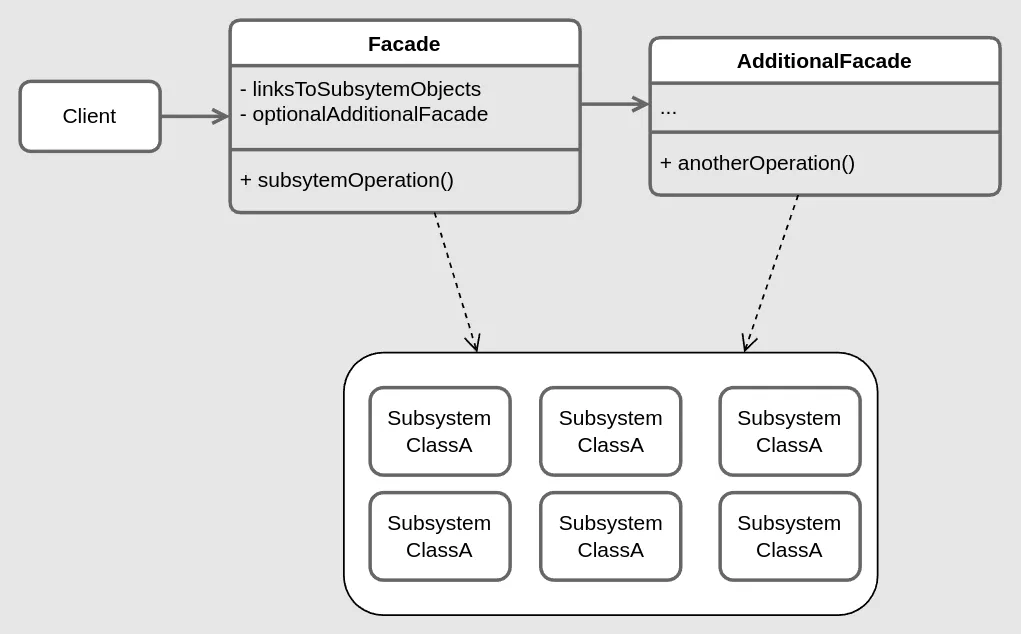 Facade
AdditionalFacade
Client
- linksToSubsytemObjects
- optionalAdditionalFacade
...
+ subsytemOperation()
+ anotherOperation()
Subsystem
ClassA
Subsystem
ClassA
Subsystem
ClassA
Subsystem
ClassA
Subsystem
ClassA
Subsystem
ClassA